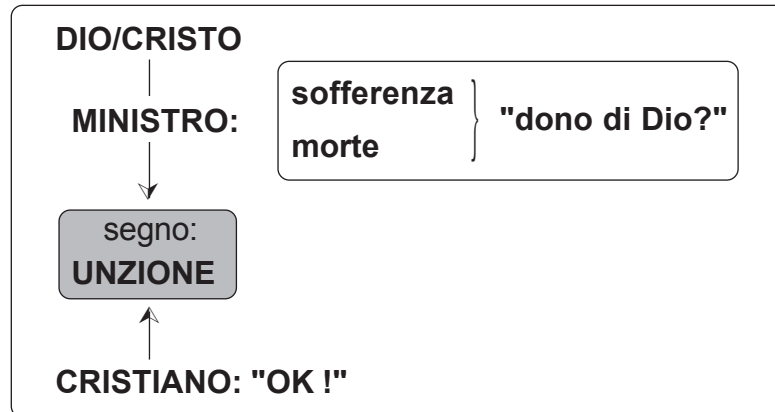 DIO/CRISTO
MINISTRO:
sofferenza
morte
"dono di Dio?"
segno:
UNZIONE
CRISTIANO: "OK !"